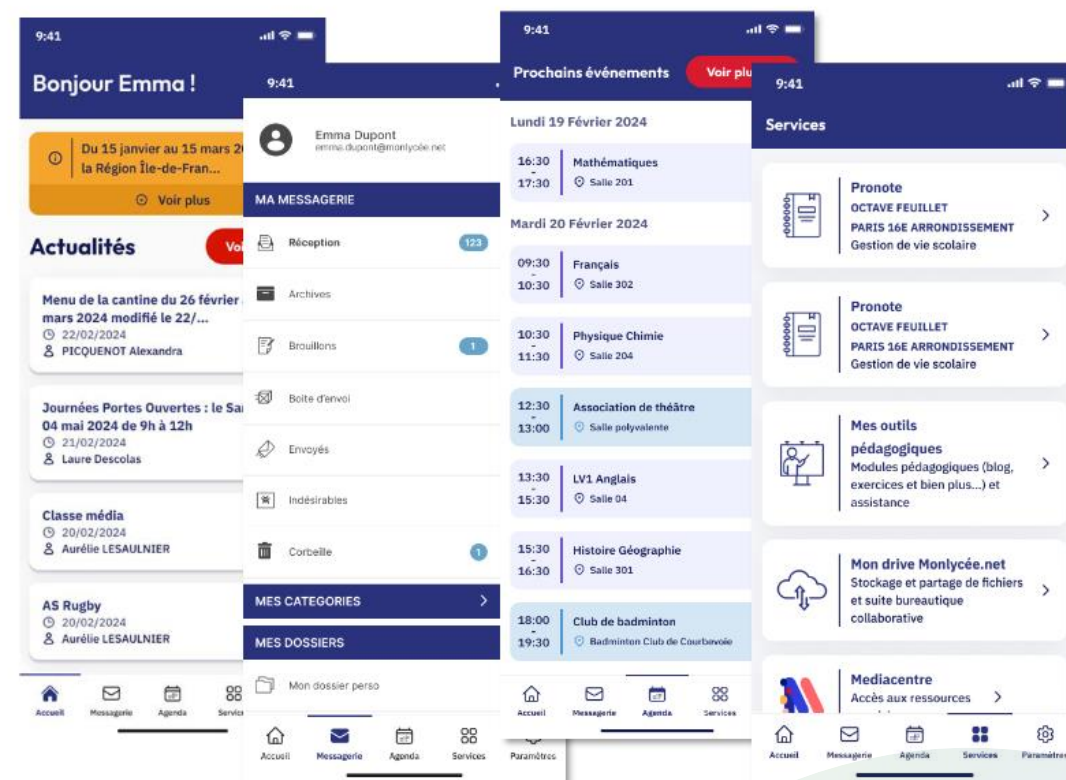 9:41
Bonjour Emma !
Du 15 janvier au 15 mars
la Région Île-de-Fran...
Voir plus
Actualités
Menu de la cantine du 26 février
mars 2024 modifié le 22/...
22/02/2024
PICQUENOT Alexandra
Journées Portes Ouvertes : le
04 mai 2024 de 9h à 12h
21/02/2024
Laure Descolas
Classe média
20/02/2024
Aurélie LESAULNIER
AS Rugby
20/02/2024
Aurélie LESAULNIER
Accueil Messagerie Agenda
9:41
Emma Dupont
emma.dupont@monlycée.net
MA MESSAGERIE
Réception 123
Archives
Brouillons 1
Boite d'envoi
Envoyés
Indésirables
Corbeille 1
MES CATEGORIES
MES DOSSIERS
Mon dossier perso
Accueil Messagerie Agenda Services Paramètres
9:41
Prochains événements Voir
Lundi 19 Février 2024
16:30
-
17:30
Mathématiques
Salle 201
Mardi 20 Février 2024
09:30
-
10:30
Français
Salle 302
10:30
-
11:30
Physique Chimie
Salle 204
12:30
-
13:00
Association de théâtre
Salle polyvalente
13:30
-
15:30
LV1 Anglais
Salle 04
15:30
-
16:30
Histoire Géographie
Salle 301
18:00
-
19:30
Club de badminton
Badminton Club de Courbevoie
Accueil Messagerie Agenda Services
9:41
Services
Pronote
OCTAVE FEUILLET
PARIS 16E ARRONDISSEMENT
Gestion de vie scolaire
Pronote
OCTAVE FEUILLET
PARIS 16E ARRONDISSEMENT
Gestion de vie scolaire
Mes outils
pédagogiques
Modules pédagogiques (blog,
exercices et bien plus...) et
assistance
Mon drive Monlycée.net
Stockage et partage de fichiers
et suite bureautique
collaborative
Mediacentre
Accès aux ressources
Accueil Messagerie Agenda Services Paramètres